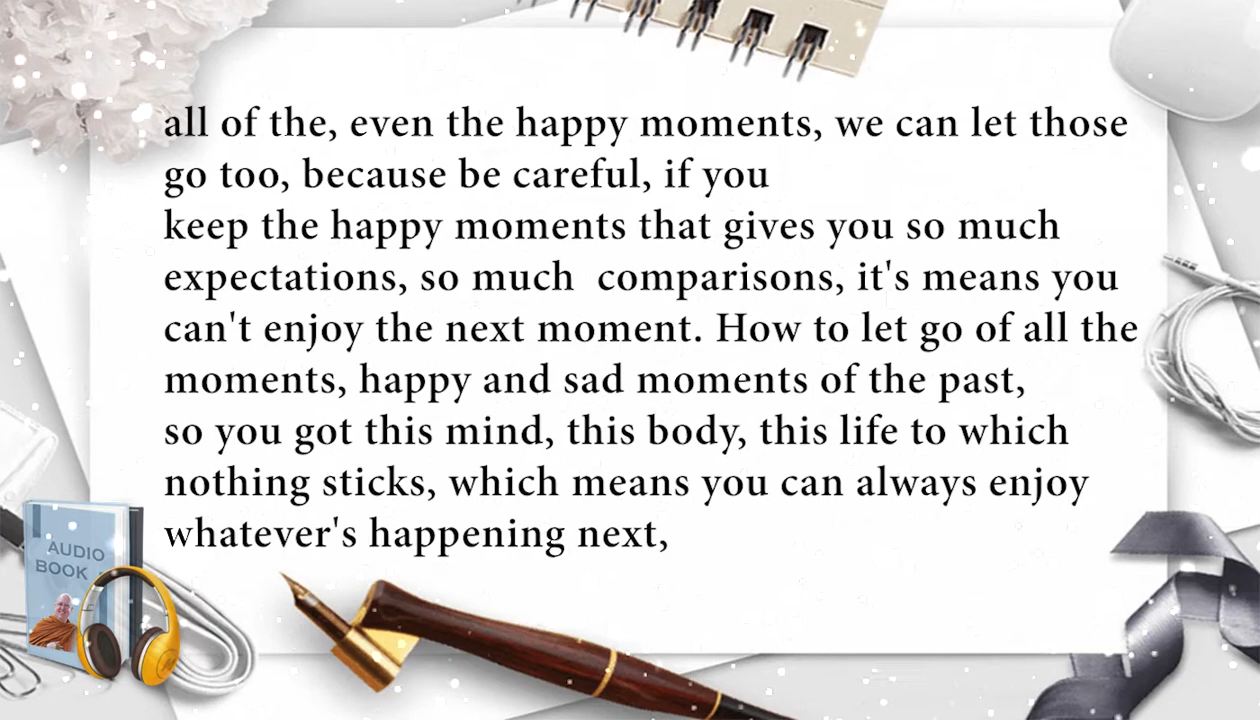 all of the, even the happy moments, we can let those
go too, because be careful, if you
keep the happy moments that gives you so much
expectations, so much  comparisons, it's means you
can't enjoy the next moment. How to let go of all the
moments, happy and sad moments of the past,
so you got this mind, this body, this life to which
nothing sticks, which means you can always enjoy
whatever's happening next,
AUDIO
BOOK